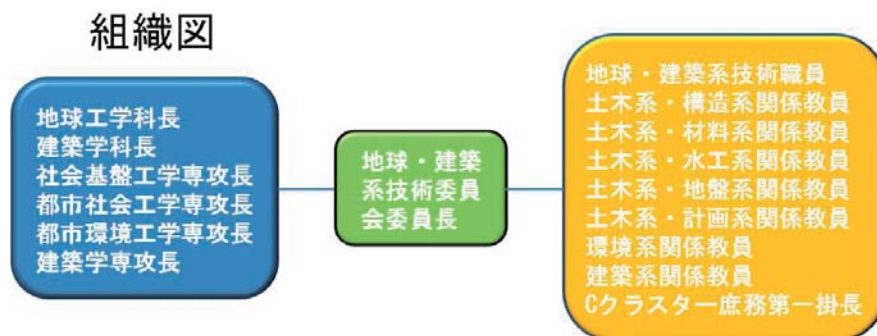 組織図
地球工学科長
建築学科長
社会基盤工学専攻長
都市社会工学専攻長
都市環境工学専攻長
建築学専攻長
地球・建築
系技術委員
会委員長
地球・建築系技術職員
土木系・構造系関係教員
土木系・材料系関係教員
土木系・水工系関係教員
土木系・地盤系関係教員
土木系・計画系関係教員
環境系関係教員
建築系関係教員
Cクラスター庶務第一掛長